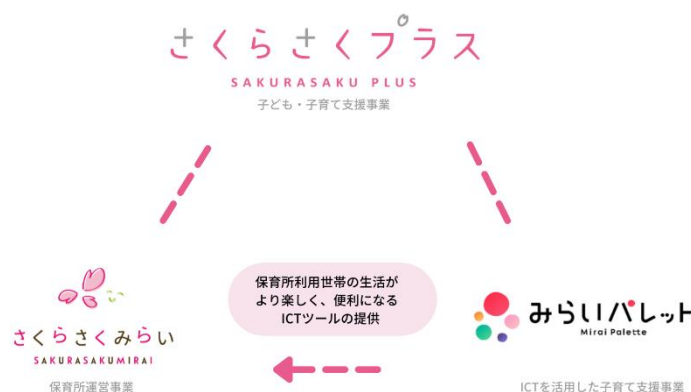 さくらさくプラス
SAKURASAKU PLUS
子ども・子育て支援事業
保育所利用世帯の生活が
より楽しく、便利になる
ICTツールの提供
さくらさくみらい
SAKURASAKUMIRAI
保育所運営事業
みらいパレット
Mirai Palette
ICTを活用した子育て支援事業